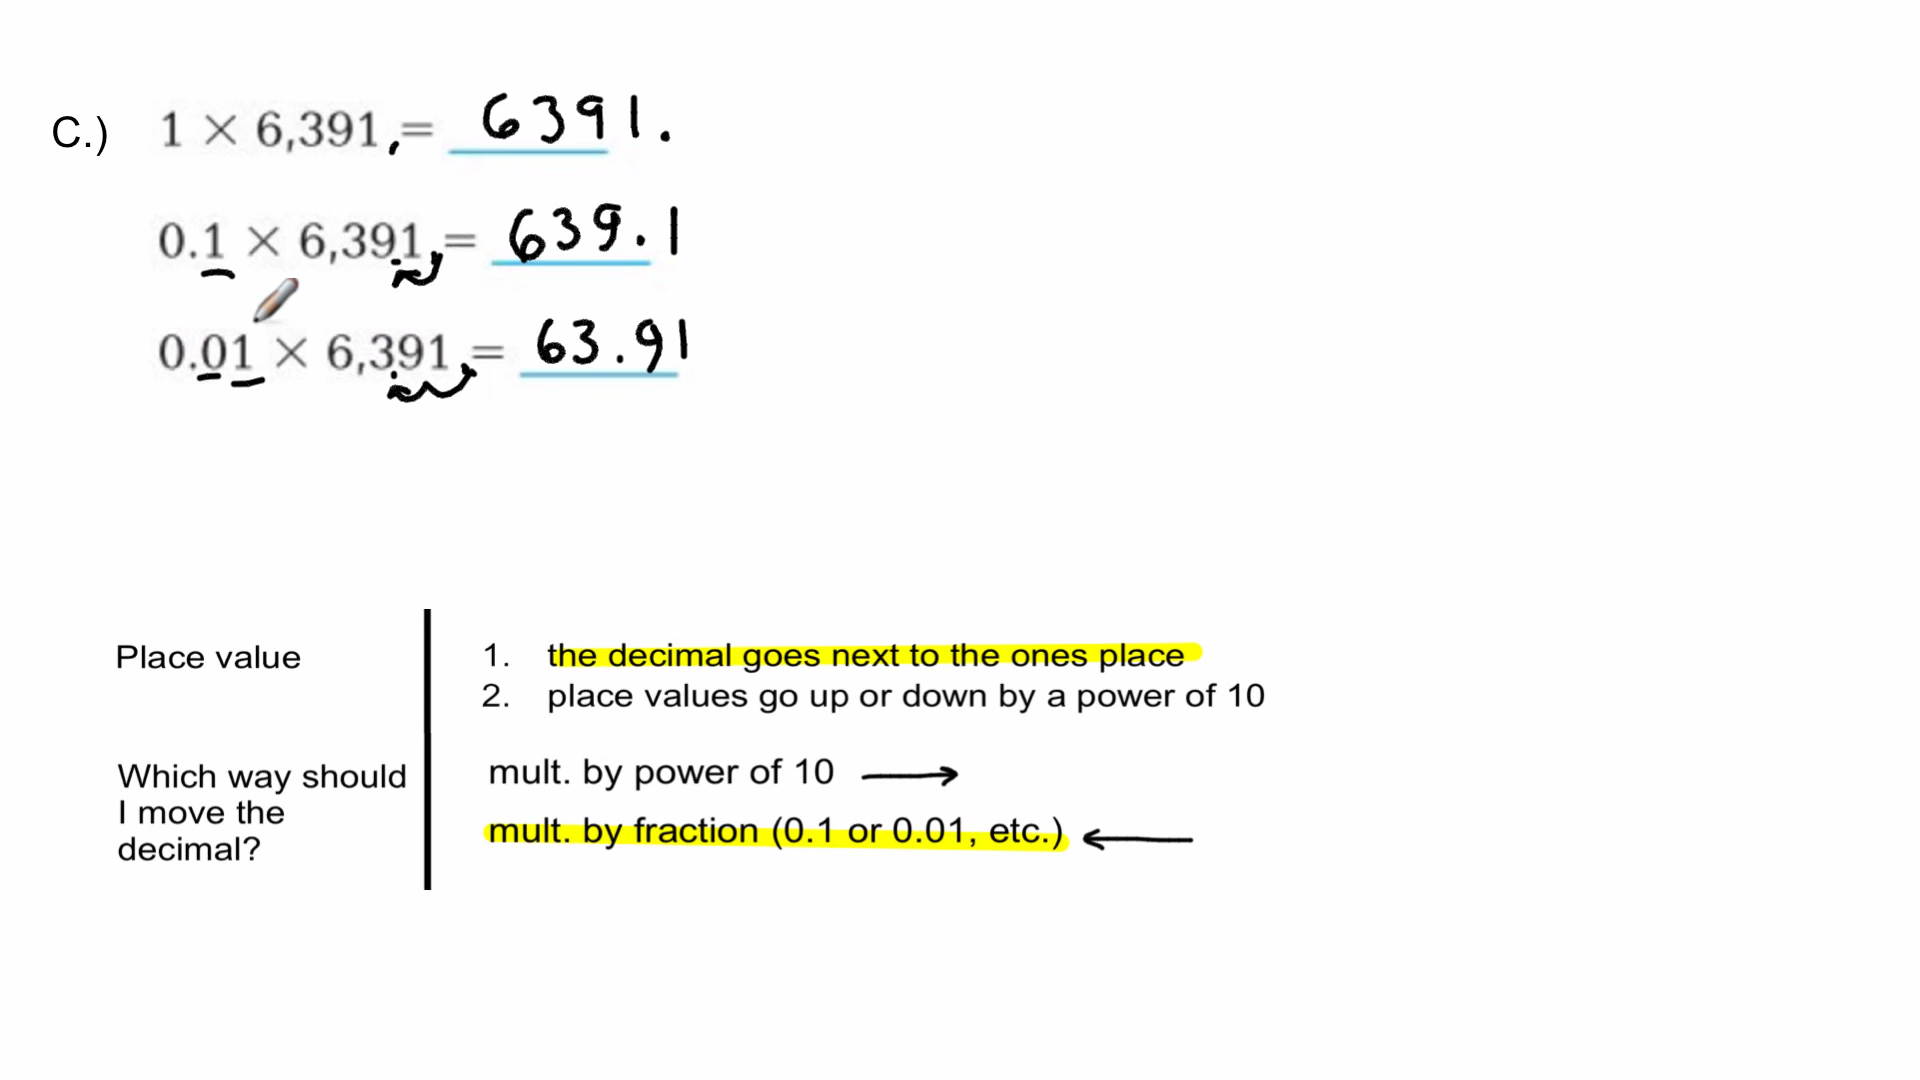 C.) 1 × 6,391.= 6391.
0.1 × 6,391.= 639.1
0.01 × 6,391.= 63.91
Place value
1. the decimal goes next to the ones place
2. place values go up or down by a power of 10
Which way should
I move the
decimal?
mult. by power of 10 ⟶
mult. by fraction (0.1 or 0.01, etc.) ⟵